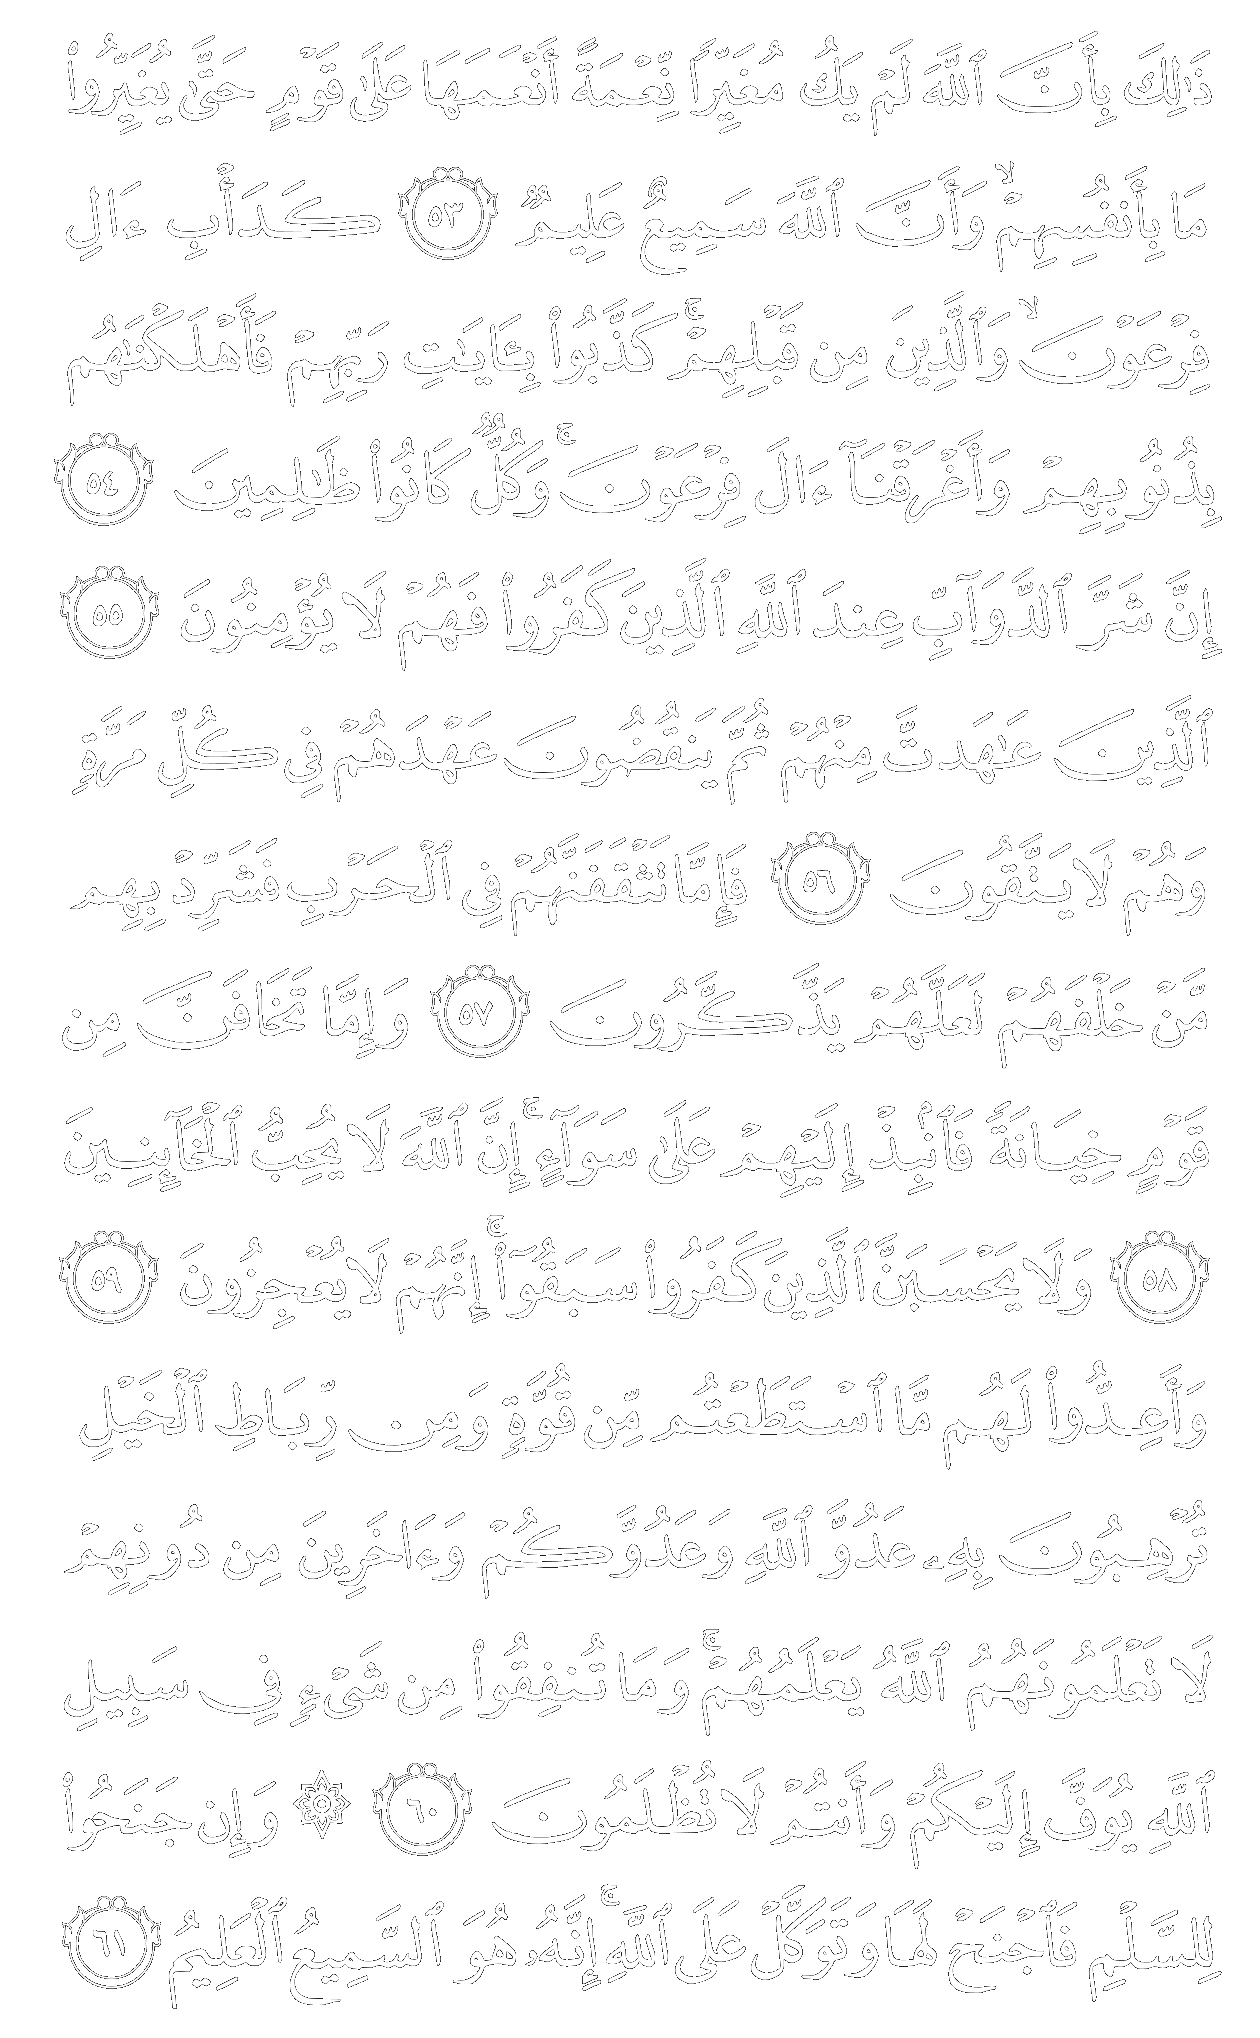 ذَٰلِكَ بِأَنَّ ٱللَّهَ لَمْ يَكُ مُغَيِّرًا نِّعْمَةً أَنْعَمَهَا عَلَىٰ قَوْمٍ حَتَّىٰ يُغَيِّرُوا۟
مَا بِأَنفُسِهِمْ ۙ وَأَنَّ ٱللَّهَ سَمِيعٌ عَلِيمٌ ٥٣ كَدَأْبِ ءَالِ
فِرْعَوْنَ ۙ وَٱلَّذِينَ مِن قَبْلِهِمْ ۚ كَذَّبُوا۟ بِـَٔايَـٰتِ رَبِّهِمْ فَأَهْلَكْنَـٰهُم
بِذُنُوبِهِمْ وَأَغْرَقْنَآ ءَالَ فِرْعَوْنَ ۚ وَكُلٌّ كَانُوا۟ ظَـٰلِمِينَ ٥٤
إِنَّ شَرَّ ٱلدَّوَآبِّ عِندَ ٱللَّهِ ٱلَّذِينَ كَفَرُوا۟ فَهُمْ لَا يُؤْمِنُونَ ٥٥
ٱلَّذِينَ عَـٰهَدتَّ مِنْهُمْ ثُمَّ يَنقُضُونَ عَهْدَهُمْ فِى كُلِّ مَرَّةٍ
وَهُمْ لَا يَتَّقُونَ ٥٦ فَإِمَّا تَثْقَفَنَّهُمْ فِى ٱلْحَرْبِ فَشَرِّدْ بِهِم
مَّنْ خَلْفَهُمْ لَعَلَّهُمْ يَذَّكَّرُونَ ٥٧ وَإِمَّا تَخَافَنَّ مِن
قَوْمٍ خِيَانَةً فَٱنۢبِذْ إِلَيْهِمْ عَلَىٰ سَوَآءٍ ۚ إِنَّ ٱللَّهَ لَا يُحِبُّ ٱلْخَآئِنِينَ
٥٨ وَلَا يَحْسَبَنَّ ٱلَّذِينَ كَفَرُوا۟ سَبَقُوٓا۟ ۚ إِنَّهُمْ لَا يُعْجِزُونَ ٥٩
وَأَعِدُّوا۟ لَهُم مَّا ٱسْتَطَعْتُم مِّن قُوَّةٍ وَمِن رِّبَاطِ ٱلْخَيْلِ
تُرْهِبُونَ بِهِۦ عَدُوَّ ٱللَّهِ وَعَدُوَّكُمْ وَءَاخَرِينَ مِن دُونِهِمْ
لَا تَعْلَمُونَهُمُ ٱللَّهُ يَعْلَمُهُمْ ۚ وَمَا تُنفِقُوا۟ مِن شَىْءٍ فِى سَبِيلِ
ٱللَّهِ يُوَفَّ إِلَيْكُمْ وَأَنتُمْ لَا تُظْلَمُونَ ٦٠ ۞ وَإِن جَنَحُوا۟
لِلسَّلْمِ فَٱجْنَحْ لَهَا وَتَوَكَّلْ عَلَى ٱللَّهِ ۚ إِنَّهُۥ هُوَ ٱلسَّمِيعُ ٱلْعَلِيمُ ٦١